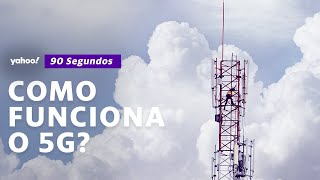 yahoo! 90 Segundos
COMO
FUNCIONA
O 5G?